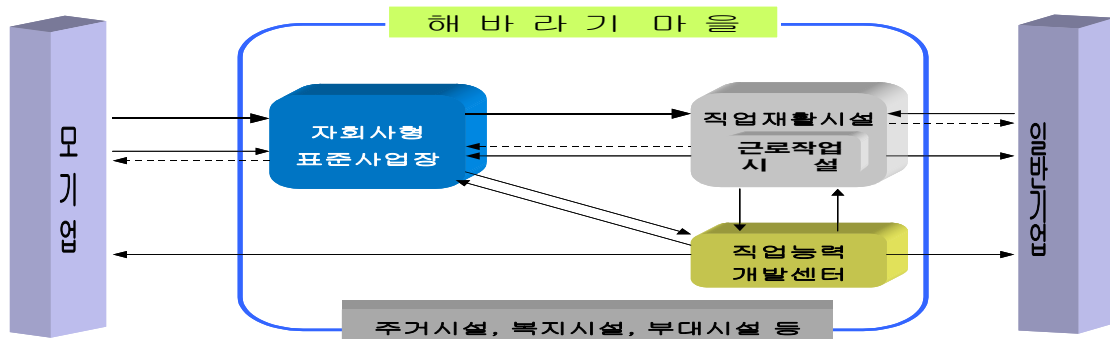 해 바 라 기 마 을
모 기 업
자회사형
표준사업장
직업재활시설
근로작업
시 설
직업능력
개발센터
일반기업
주거시설, 복지시설, 부대시설 등